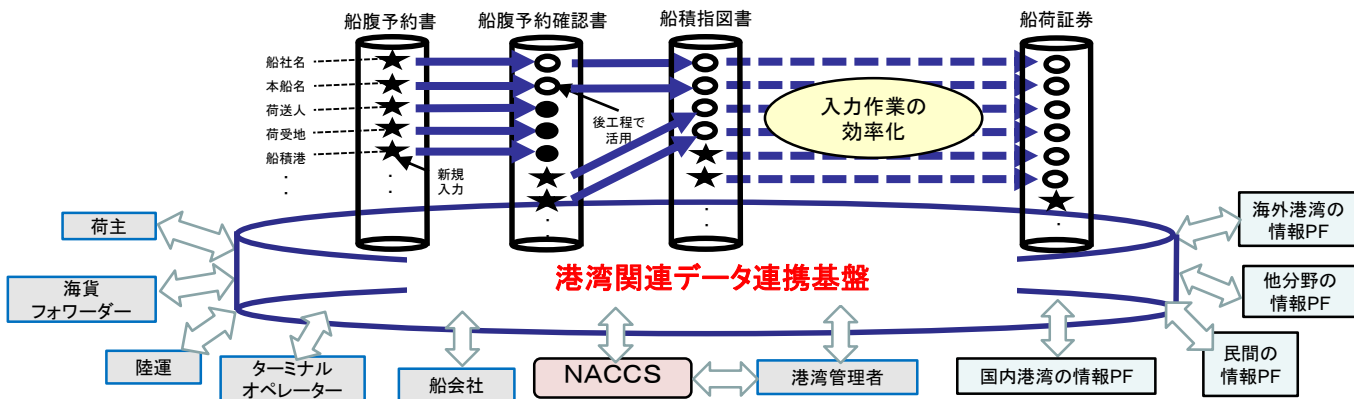 船腹予約書
船腹予約確認書
船積指図書
船荷証券
船社名
本船名
荷送人
荷受地
船積港
・
・
新規
入力
後工程で
活用
入力作業の
効率化
港湾関連データ連携基盤
荷主
海貨
フォワーダー
陸運
ターミナル
オペレーター
船会社
NACCS
港湾管理者
国内港湾の情報PF
民間の
情報PF
他分野の
情報PF
海外港湾の
情報PF